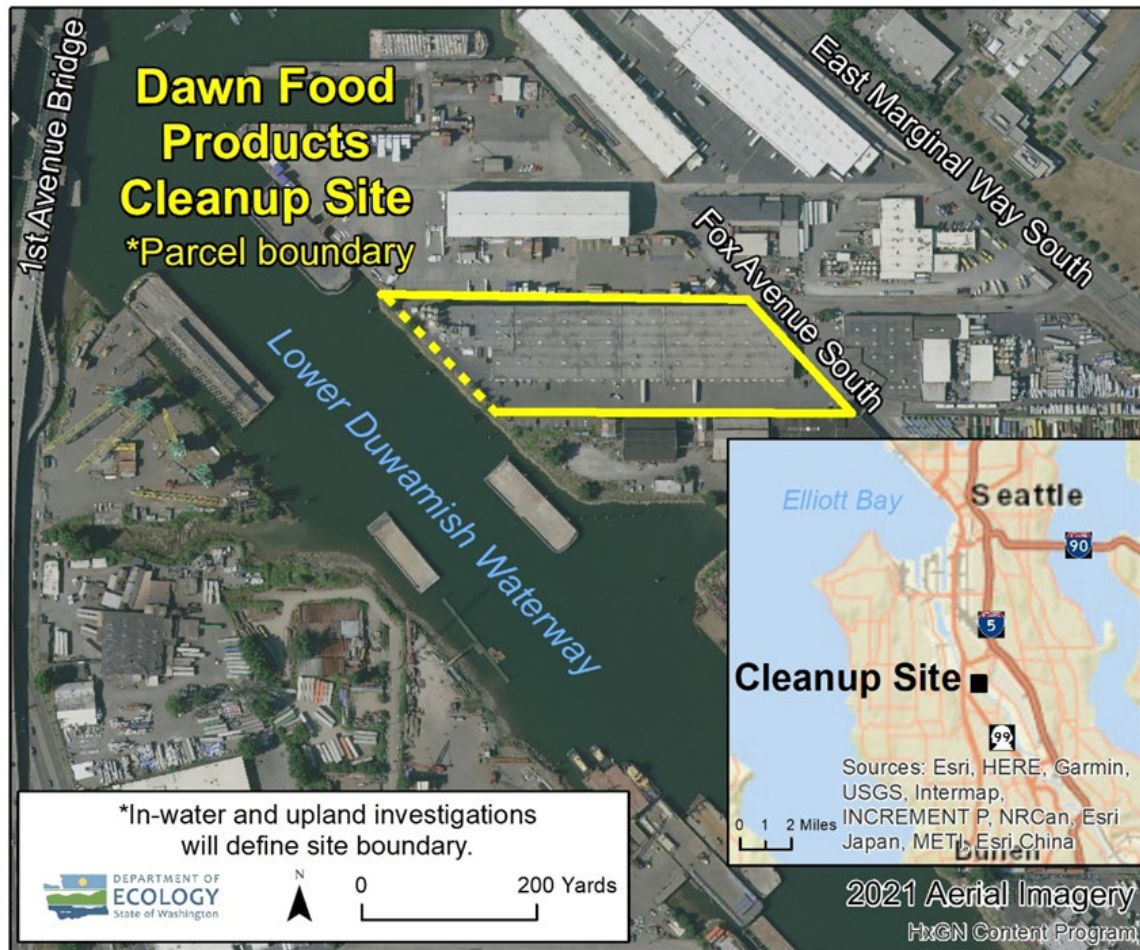 1st Avenue Bridge
Dawn Food
Products
Cleanup Site
*Parcel boundary
East Marginal Way South
Fox Avenue South
Lower Duwamish Waterway
Elliott Bay
Seattle
90
5
Cleanup Site
99
Sources: Esri, HERE, Garmin,
USGS, Intermap,
INCREMENT P, NRCan, Esri
Japan, METI, Esri China
0 1 2 Miles
Burien
*In-water and upland investigations
will define site boundary.
DEPARTMENT OF
ECOLOGY
State of Washington
N
0 200 Yards
2021 Aerial Imagery
HxGN Content Program